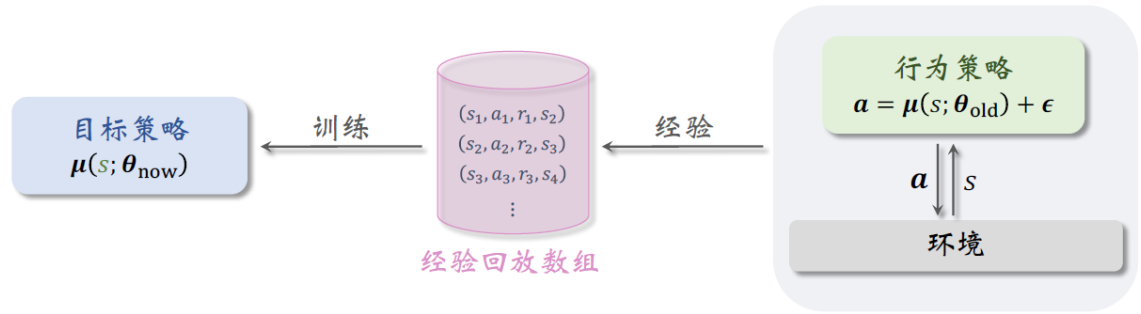 目标策略
μ(s; θnow)
训练
(s1, a1, r1, s2)
(s2, a2, r2, s3)
(s3, a3, r3, s4)
⋮
经验回放数组
经验
行为策略
a = μ(s; θold) + ϵ
a
s
环境